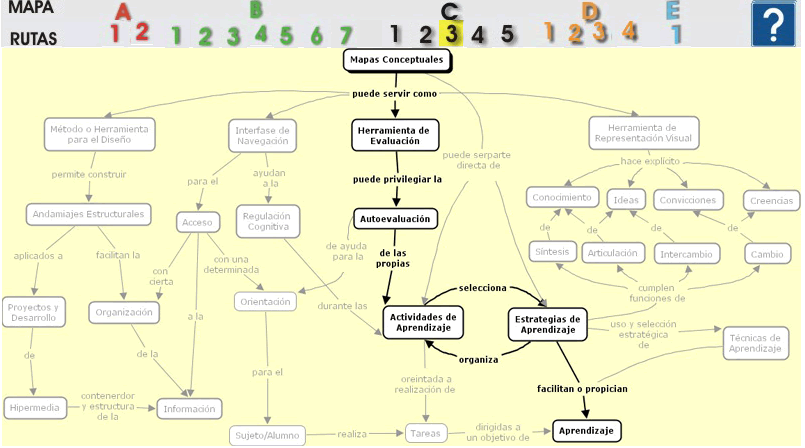 MAPA A B C D E
RUTAS 1 2 1 2 3 4 5 6 7 1 2 3 4 5 1 2 3 4 1 ?
Mapas Conceptuales
puede servir como
Método o Herramienta
para el Diseño
Interfase de
Navegación
Herramienta de
Evaluación
Herramienta de
Representación Visual
puede serparte
directa de
hace explícito
permite construir
para el
ayudan
a la
puede privilegiar la
Conocimiento
Ideas
Convicciones
Creencias
Andamiajes Estructurales
Acceso
Regulación
Cognitiva
Autoevaluación
de
de
de
de
aplicados a
facilitan la
con una
determinada
de ayuda
para la
de las
propias
Síntesis
Articulación
Intercambio
Cambio
con
cierta
selecciona
cumplen
funciones de
Proyectos y
Desarrollo
Organización
a la
Orientación
durante las
Actividades de
Aprendizaje
Estrategias de
Aprendizaje
uso y selección
estratégica
de
Técnicas de
Aprendizaje
de
de la
organiza
para el
oreintada a
realización de
facilitan o propician
Hipermedia
contenerdor
y estructura
de la
Información
Sujeto/Alumno
realiza
Tareas
dirigidas a
un objetivo de
Aprendizaje